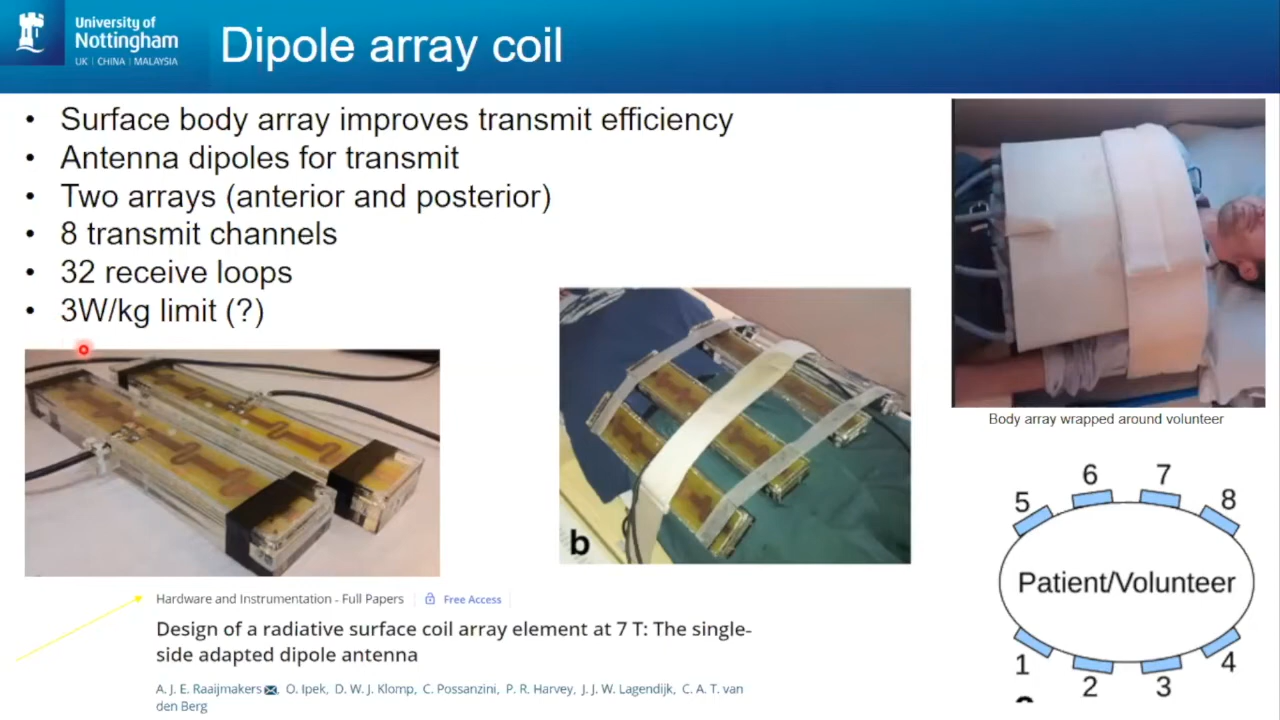 University of
Nottingham
UK | CHINA | MALAYSIA
Dipole array coil
• Surface body array improves transmit efficiency
• Antenna dipoles for transmit
• Two arrays (anterior and posterior)
• 8 transmit channels
• 32 receive loops
• 3W/kg limit (?)
b
Body array wrapped around volunteer
5 6 7 8
Patient/Volunteer
1 2 3 4
Hardware and Instrumentation - Full Papers Free Access
Design of a radiative surface coil array element at 7 T: The single-
side adapted dipole antenna
A. J. E. Raaijmakers, O. Ipek, D. W. J. Klomp, C. Possanzini, P. R. Harvey, J. J. W. Lagendijk, C. A. T. van
den Berg